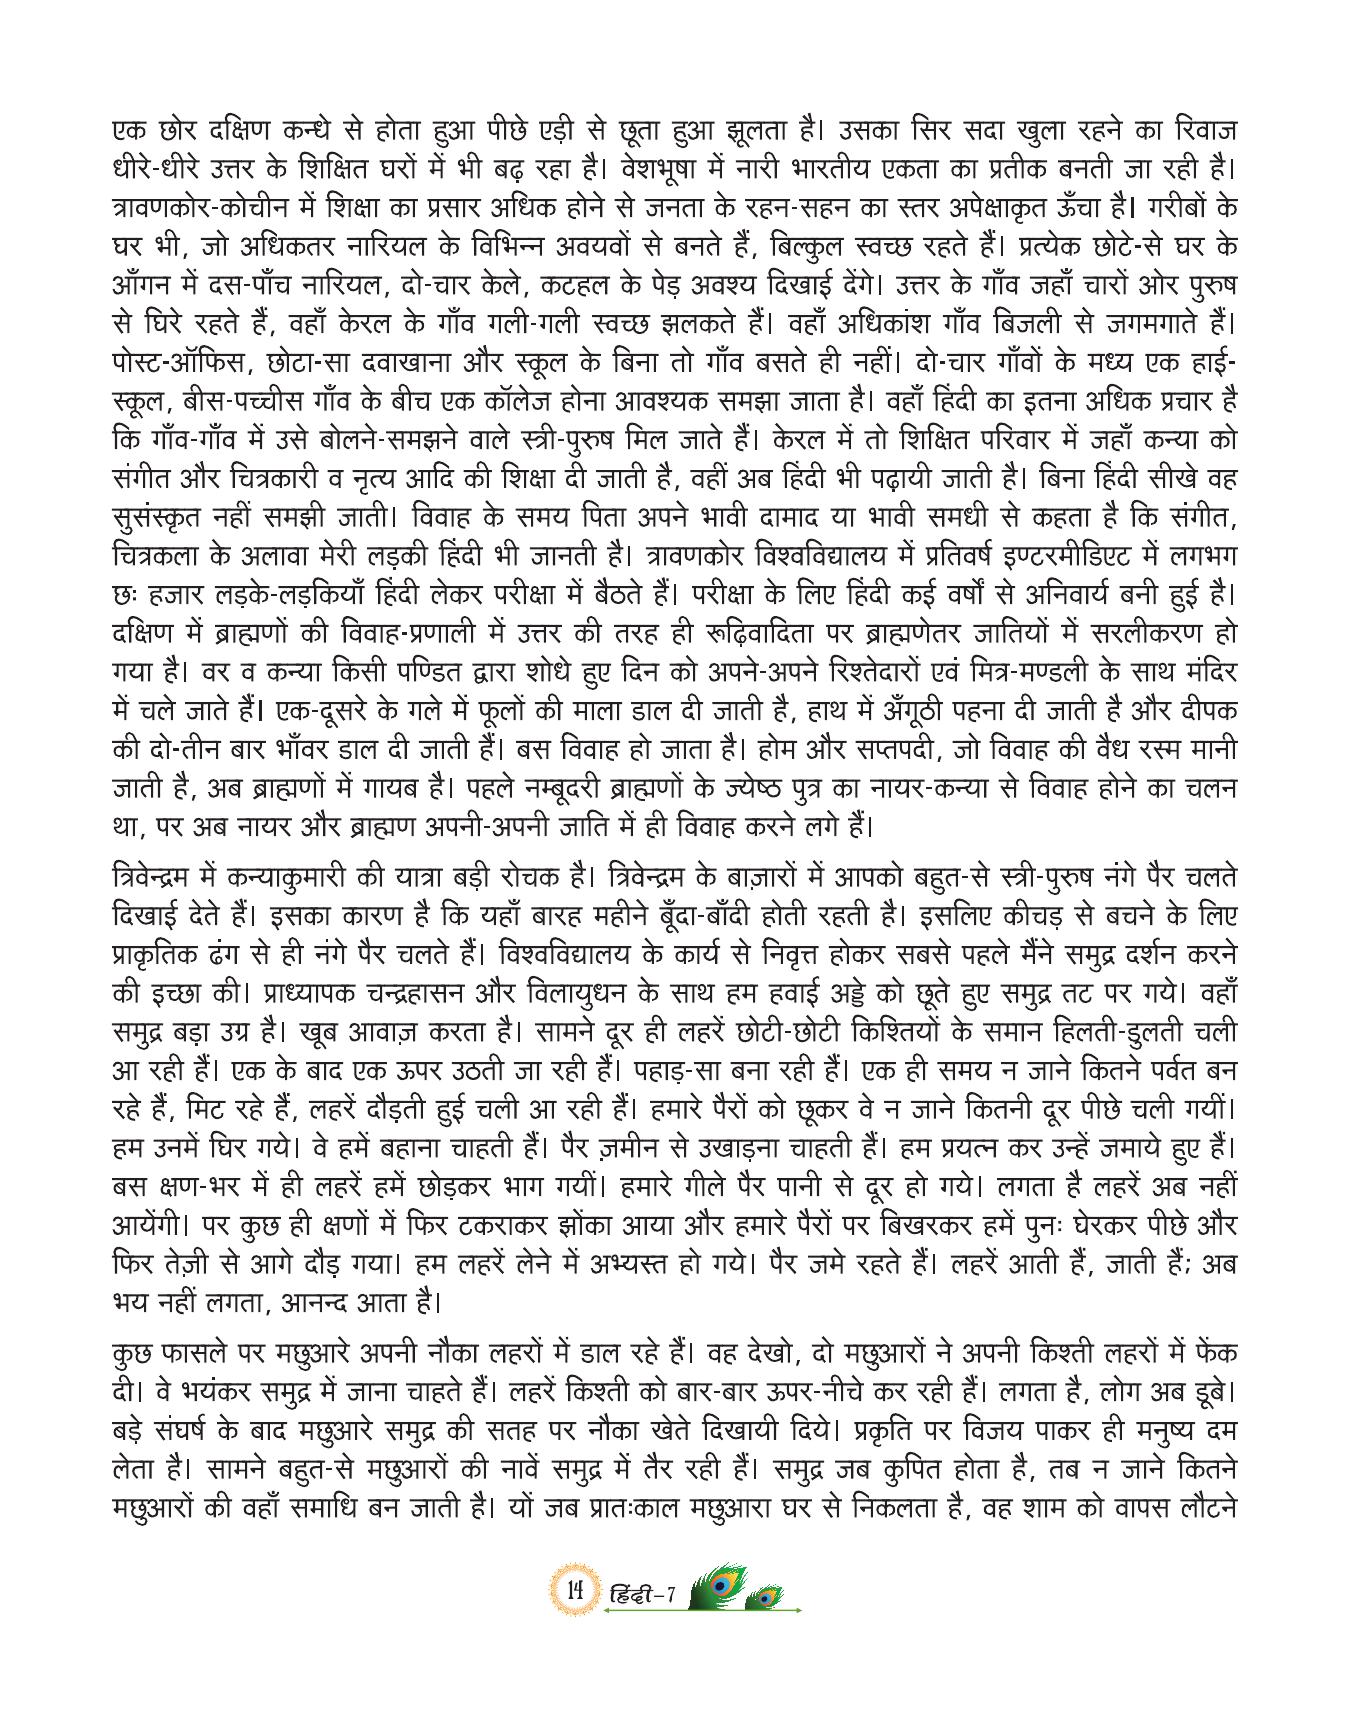 एक छोर दक्षिण कन्धे से होता हुआ पीछे एड़ी से छूता हुआ झूलता है। उसका सिर सदा खुला रहने का रिवाज
धीरे-धीरे उत्तर के शिक्षित घरों में भी बढ़ रहा है। वेशभूषा में नारी भारतीय एकता का प्रतीक बनती जा रही है।
त्रावणकोर-कोचीन में शिक्षा का प्रसार अधिक होने से जनता के रहन-सहन का स्तर अपेक्षाकृत ऊँचा है। गरीबों के
घर भी, जो अधिकतर नारियल के विभिन्न अवयवों से बनते हैं, बिल्कुल स्वच्छ रहते हैं। प्रत्येक छोटे-से घर के
आँगन में दस-पाँच नारियल, दो-चार केले, कटहल के पेड़ अवश्य दिखाई देंगे। उत्तर के गाँव जहाँ चारों ओर पुरुष
से घिरे रहते हैं, वहाँ केरल के गाँव गली-गली स्वच्छ झलकते हैं। वहाँ अधिकांश गाँव बिजली से जगमगाते हैं।
पोस्ट-ऑफिस, छोटा-सा दवाखाना और स्कूल के बिना तो गाँव बसते ही नहीं। दो-चार गाँवों के मध्य एक हाई-
स्कूल, बीस-पच्चीस गाँव के बीच एक कॉलेज होना आवश्यक समझा जाता है। वहाँ हिंदी का इतना अधिक प्रचार है
कि गाँव-गाँव में उसे बोलने-समझने वाले स्त्री-पुरुष मिल जाते हैं। केरल में तो शिक्षित परिवार में जहाँ कन्या को
संगीत और चित्रकारी व नृत्य आदि की शिक्षा दी जाती है, वहीं अब हिंदी भी पढ़ायी जाती है। बिना हिंदी सीखे वह
सुसंस्कृत नहीं समझी जाती। विवाह के समय पिता अपने भावी दामाद या भावी समधी से कहता है कि संगीत,
चित्रकला के अलावा मेरी लड़की हिंदी भी जानती है। त्रावणकोर विश्वविद्यालय में प्रतिवर्ष इण्टरमीडिएट में लगभग
छः हजार लड़के-लड़कियाँ हिंदी लेकर परीक्षा में बैठते हैं। परीक्षा के लिए हिंदी कई वर्षों से अनिवार्य बनी हुई है।
दक्षिण में ब्राह्मणों की विवाह-प्रणाली में उत्तर की तरह ही रूढ़िवादिता पर ब्राह्मणेतर जातियों में सरलीकरण हो
गया है। वर व कन्या किसी पण्डित द्वारा शोधे हुए दिन को अपने-अपने रिश्तेदारों एवं मित्र-मण्डली के साथ मंदिर
में चले जाते हैं। एक-दूसरे के गले में फूलों की माला डाल दी जाती है, हाथ में अँगूठी पहना दी जाती है और दीपक
की दो-तीन बार भाँवर डाल दी जाती हैं। बस विवाह हो जाता है। होम और सप्तपदी, जो विवाह की वैध रस्म मानी
जाती है, अब ब्राह्मणों में गायब है। पहले नम्बूदरी ब्राह्मणों के ज्येष्ठ पुत्र का नायर-कन्या से विवाह होने का चलन
था, पर अब नायर और ब्राह्मण अपनी-अपनी जाति में ही विवाह करने लगे हैं।
त्रिवेन्द्रम में कन्याकुमारी की यात्रा बड़ी रोचक है। त्रिवेन्द्रम के बाज़ारों में आपको बहुत-से स्त्री-पुरुष नंगे पैर चलते
दिखाई देते हैं। इसका कारण है कि यहाँ बारह महीने बूँदा-बाँदी होती रहती है। इसलिए कीचड़ से बचने के लिए
प्राकृतिक ढंग से ही नंगे पैर चलते हैं। विश्वविद्यालय के कार्य से निवृत्त होकर सबसे पहले मैंने समुद्र दर्शन करने
की इच्छा की। प्राध्यापक चन्द्रहासन और विलायुधन के साथ हम हवाई अड्डे को छूते हुए समुद्र तट पर गये। वहाँ
समुद्र बड़ा उग्र है। खूब आवाज़ करता है। सामने दूर ही लहरें छोटी-छोटी किश्तियों के समान हिलती-डुलती चली
आ रही हैं। एक के बाद एक ऊपर उठती जा रही हैं। पहाड़-सा बना रही हैं। एक ही समय न जाने कितने पर्वत बन
रहे हैं, मिट रहे हैं, लहरें दौड़ती हुई चली आ रही हैं। हमारे पैरों को छूकर वे न जाने कितनी दूर पीछे चली गयीं।
हम उनमें घिर गये। वे हमें बहाना चाहती हैं। पैर ज़मीन से उखाड़ना चाहती हैं। हम प्रयत्न कर उन्हें जमाये हुए हैं।
बस क्षण-भर में ही लहरें हमें छोड़कर भाग गयीं। हमारे गीले पैर पानी से दूर हो गये। लगता है लहरें अब नहीं
आयेंगी। पर कुछ ही क्षणों में फिर टकराकर झोंका आया और हमारे पैरों पर बिखरकर हमें पुनः घेरकर पीछे और
फिर तेज़ी से आगे दौड़ गया। हम लहरें लेने में अभ्यस्त हो गये। पैर जमे रहते हैं। लहरें आती हैं, जाती हैं; अब
भय नहीं लगता, आनन्द आता है।
कुछ फासले पर मछुआरे अपनी नौका लहरों में डाल रहे हैं। वह देखो, दो मछुआरों ने अपनी किश्ती लहरों में फेंक
दी। वे भयंकर समुद्र में जाना चाहते हैं। लहरें किश्ती को बार-बार ऊपर-नीचे कर रही हैं। लगता है, लोग अब डूबे।
बड़े संघर्ष के बाद मछुआरे समुद्र की सतह पर नौका खेते दिखायी दिये। प्रकृति पर विजय पाकर ही मनुष्य दम
लेता है। सामने बहुत-से मछुआरों की नावें समुद्र में तैर रही हैं। समुद्र जब कुपित होता है, तब न जाने कितने
मछुआरों की वहाँ समाधि बन जाती है। यों जब प्रातःकाल मछुआरा घर से निकलता है, वह शाम को वापस लौटने
14 हिंदी–7